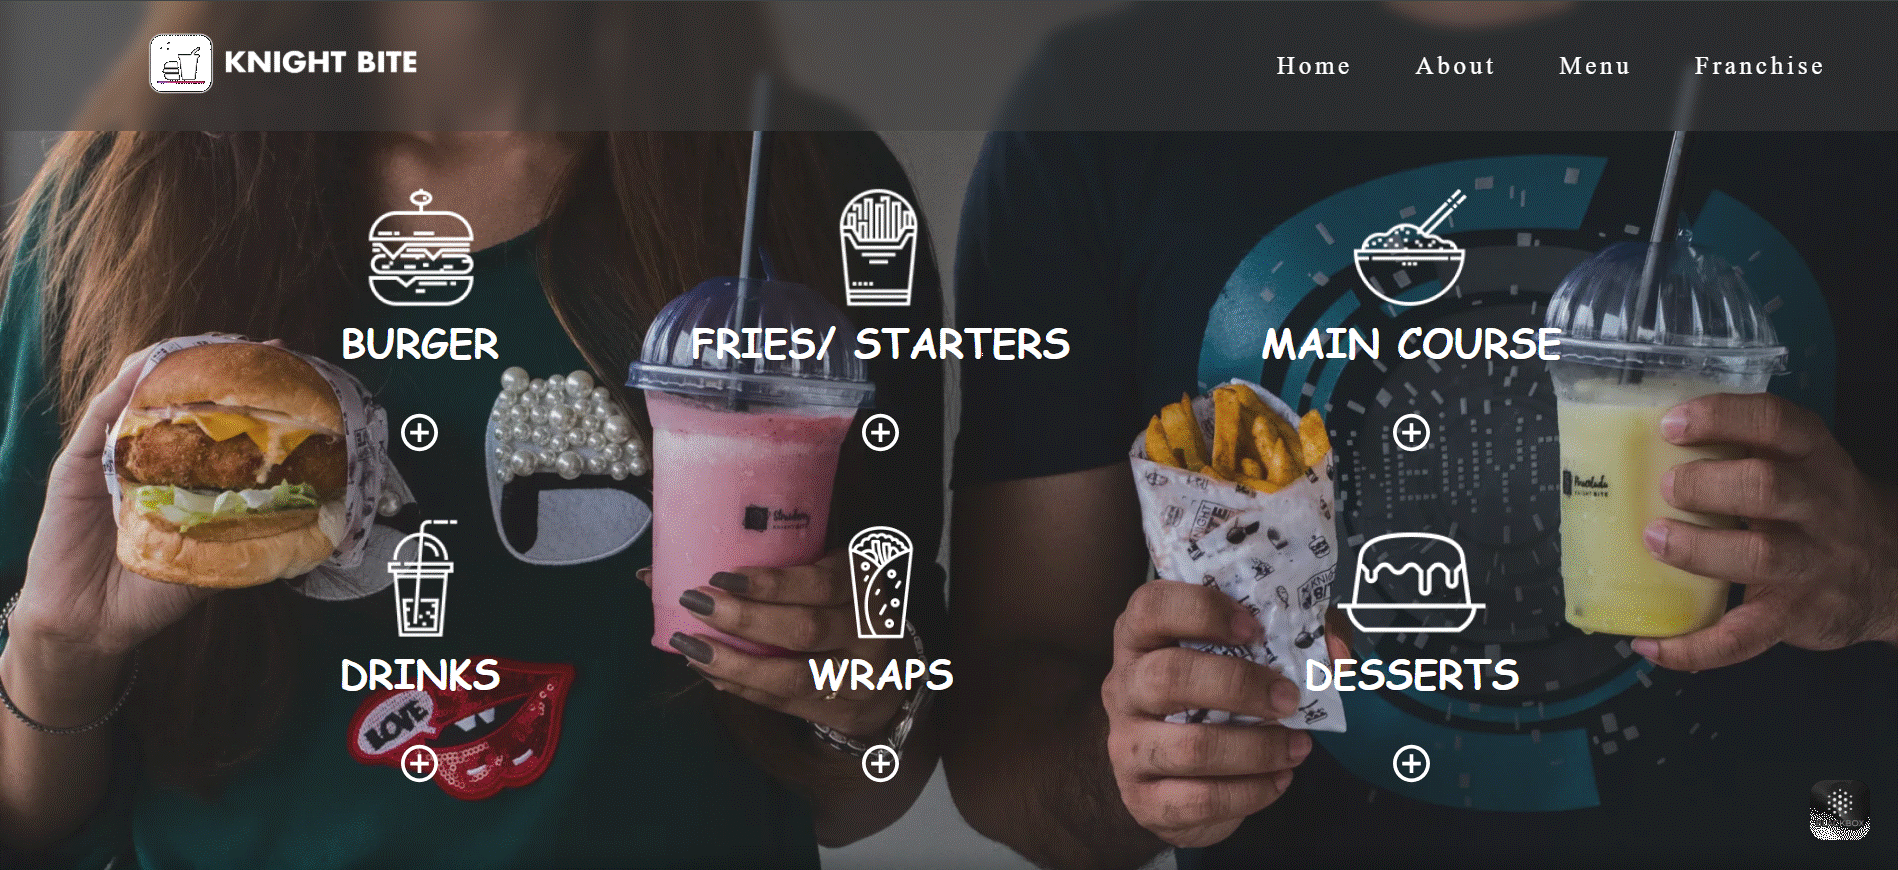 KNIGHT BITE
Home About Menu Franchise
BURGER FRIES/ STARTERS MAIN COURSE
DRINKS WRAPS DESSERTS
LOVE